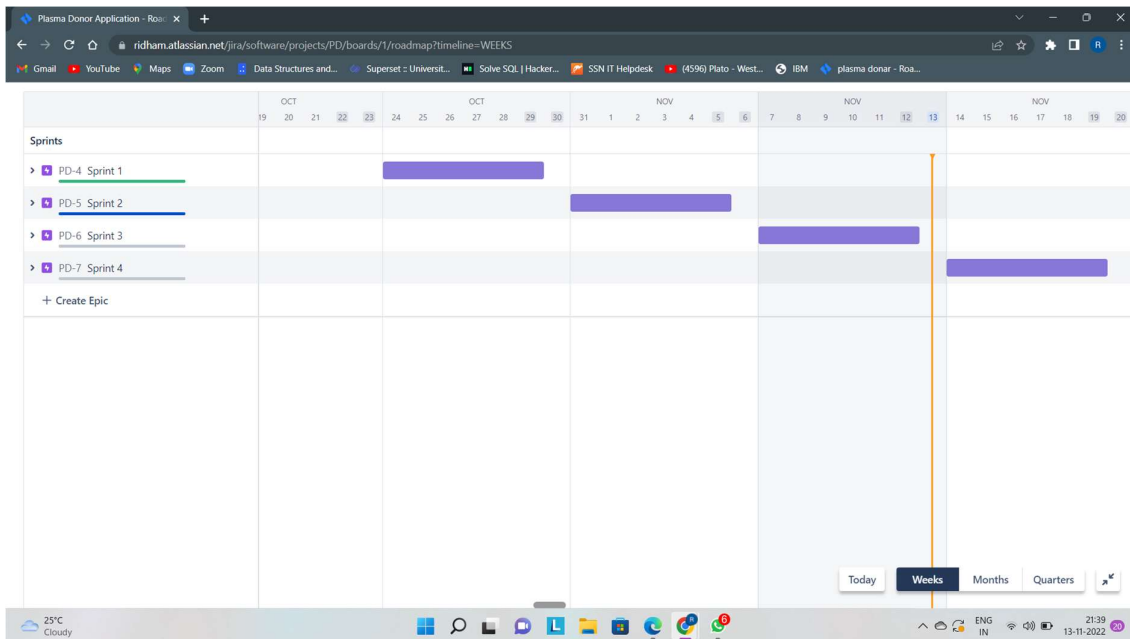 Plasma Donor Application - Roa
ridham.atlassian.net/jira/software/projects/PD/boards/1/roadmap?timeline=WEEKS
Gmail YouTube Maps Zoom Data Structures and... Superset :: Universit... Solve SQL | Hacker... SSN IT Helpdesk (4596) Plato - West... IBM plasma donar - Roa...
OCT OCT NOV NOV NOV
19 20 21 22 23 24 25 26 27 28 29 30 31 1 2 3 4 5 6 7 8 9 10 11 12 13 14 15 16 17 18 19 20
Sprints
PD-4 Sprint 1
PD-5 Sprint 2
PD-6 Sprint 3
PD-7 Sprint 4
+ Create Epic
Today Weeks Months Quarters
25°C
Cloudy
ENG
IN
21:39
13-11-2022
20